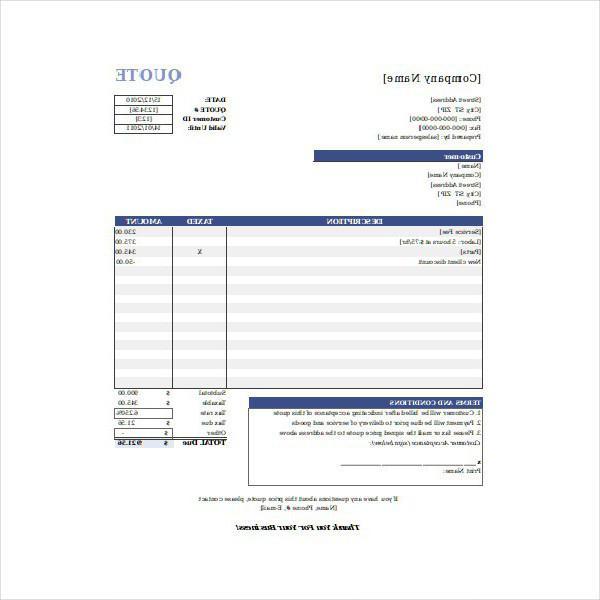 [Company Name] QUOTE
[Street Address] DATE: 15/12/2010
[City, ST ZIP] QUOTE # [123456]
Phone: [000-000-0000] Customer ID [123]
Fax: [000-000-0000] Valid Until: 14/01/2011
Prepared by: [salesperson name]
Customer
[Name]
[Company Name]
[Street Address]
[City, ST ZIP]
[Phone]
DESCRIPTION TAXED AMOUNT
[Service Fee] 230.00
[Labor: 5 hours at $75/hr] 375.00
[Parts] X 345.00
New client discount -50.00
Subtotal $ 900.00
TERMS AND CONDITIONS Taxable $ 345.00
1. Customer will be billed after indicating acceptance of this quote Tax rate 6.250%
2. Payment will be due prior to delivery of service and goods Tax due $ 21.56
3. Please fax or mail the signed price quote to the address above Other $ -
Customer Acceptance (sign below): TOTAL Due $ 921.56
x
Print Name:
If you have any questions about this price quote, please contact
[Name, Phone #, E-mail]
Thank You For Your Business!